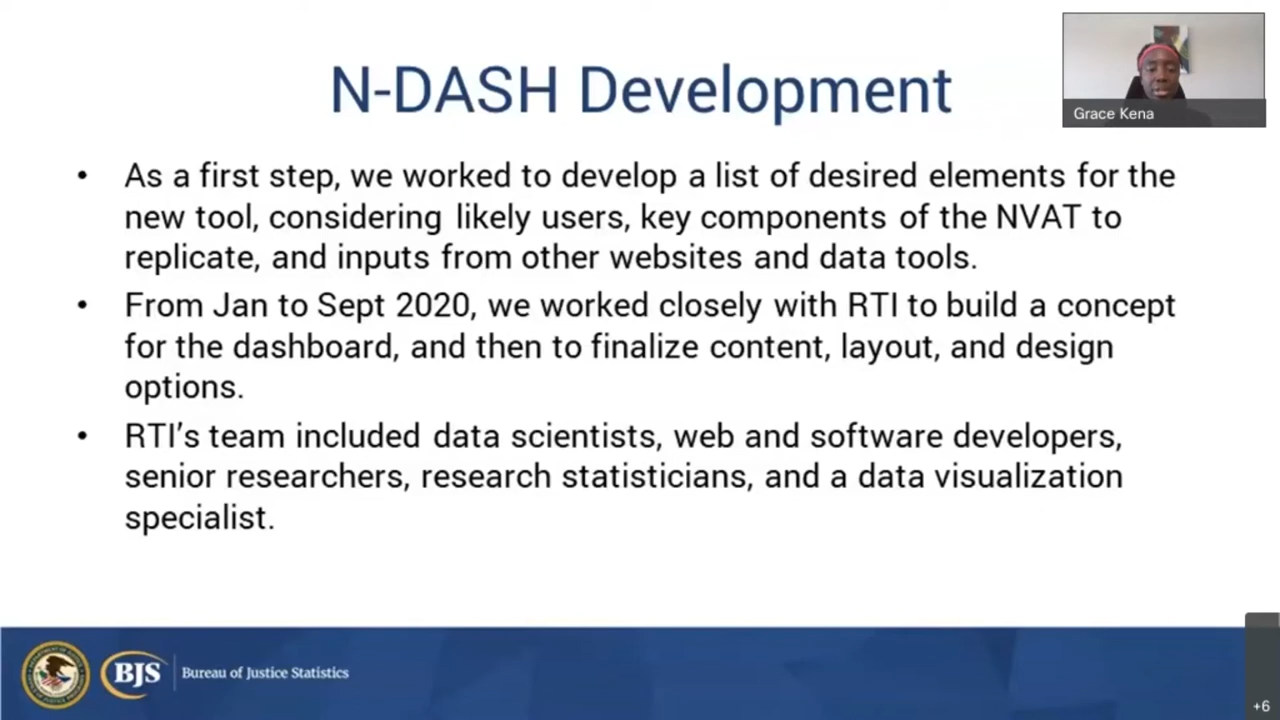 N-DASH Development
Grace Kena
• As a first step, we worked to develop a list of desired elements for the
new tool, considering likely users, key components of the NVAT to
replicate, and inputs from other websites and data tools.
• From Jan to Sept 2020, we worked closely with RTI to build a concept
for the dashboard, and then to finalize content, layout, and design
options.
• RTI’s team included data scientists, web and software developers,
senior researchers, research statisticians, and a data visualization
specialist.
BJS
Bureau of Justice Statistics
+6